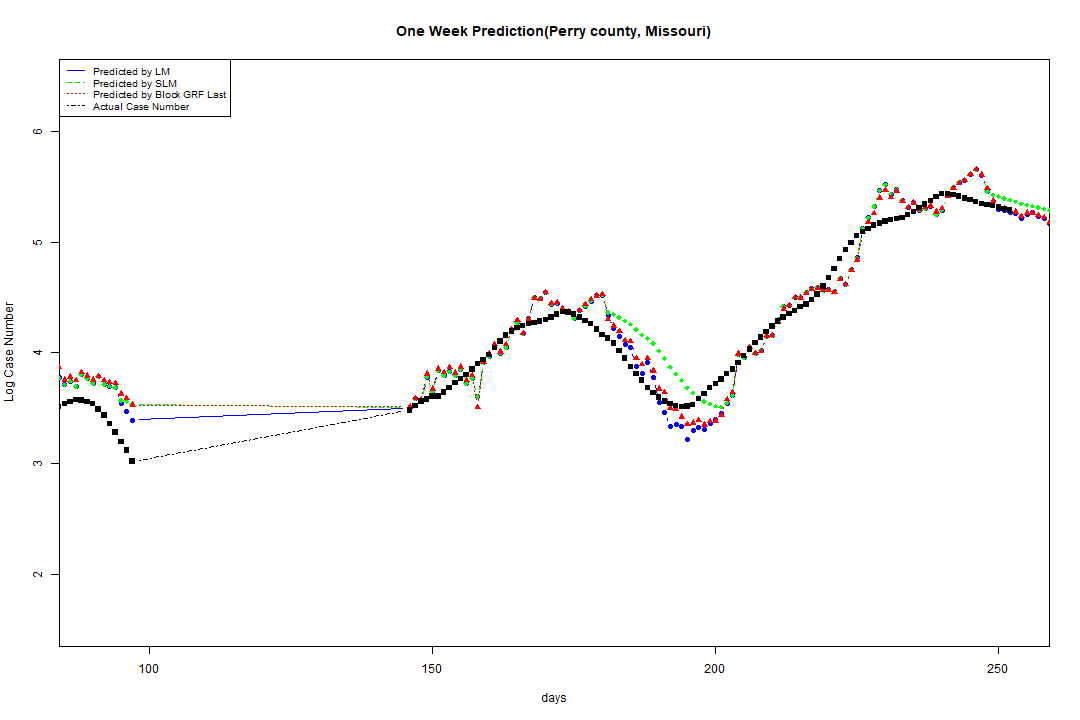 One Week Prediction(Perry county, Missouri)
Predicted by LM
Predicted by SLM
Predicted by Block GRF Last
Actual Case Number
6
5
4
3
2
Log Case Number
100 150 200 250
days